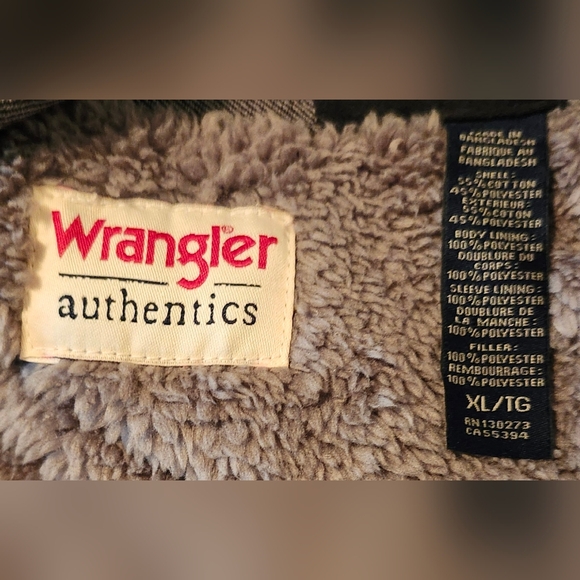 Wrangler®
authentics
MADE IN
BANGLADESH
FABRIQUE AU
BANGLADESH
SHELL:
55% COTTON
45% POLYESTER
EXTERIEUR:
55% COTON
45% POLYESTER
BODY LINING:
100% POLYESTER
DOUBLURE DU
CORPS:
100% POLYESTER
SLEEVE LINING:
100% POLYESTER
DOUBLURE DE
LA MANCHE:
100% POLYESTER
FILLER:
100% POLYESTER
REMBOURRAGE:
100% POLYESTER
XL/TG
RN130273
CA55394